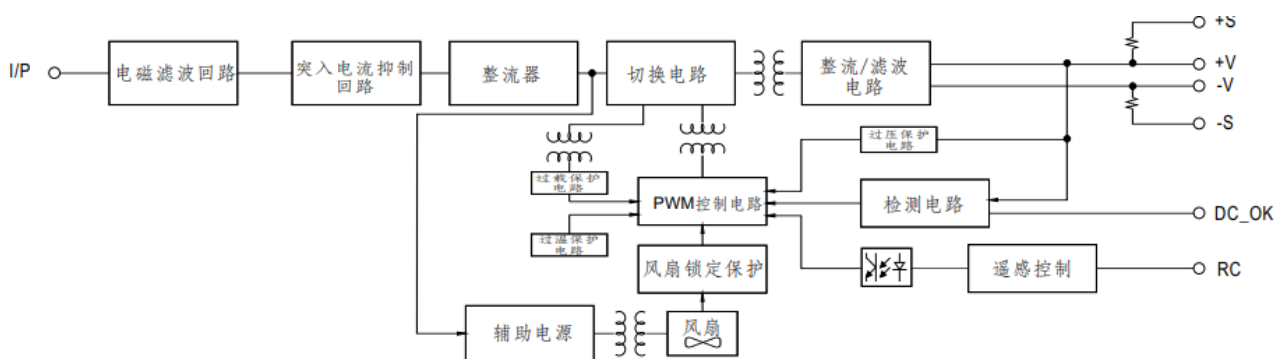 +S
I/P
电磁滤波回路
突入电流抑制
回路
整流器
切换电路
整流/滤波
电路
+V
-V
-S
过压保护
电路
过载保护
电路
PWM控制电路
检测电路
DC_OK
过温保护
电路
风扇锁定保护
遥感控制
RC
辅助电源
风扇